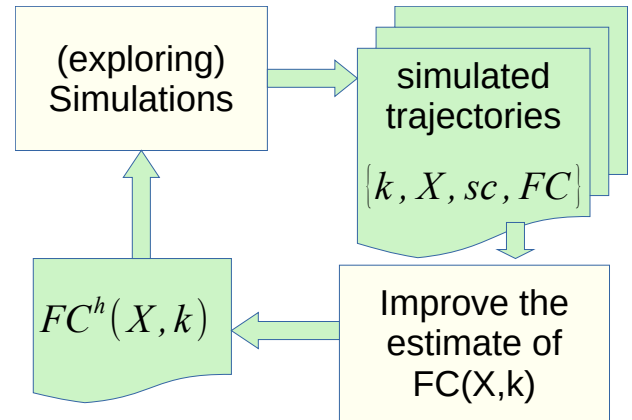 (exploring)
Simulations
simulated
trajectories
{k, X, sc, FC}
FC^h(X, k)
Improve the
estimate of
FC(X,k)